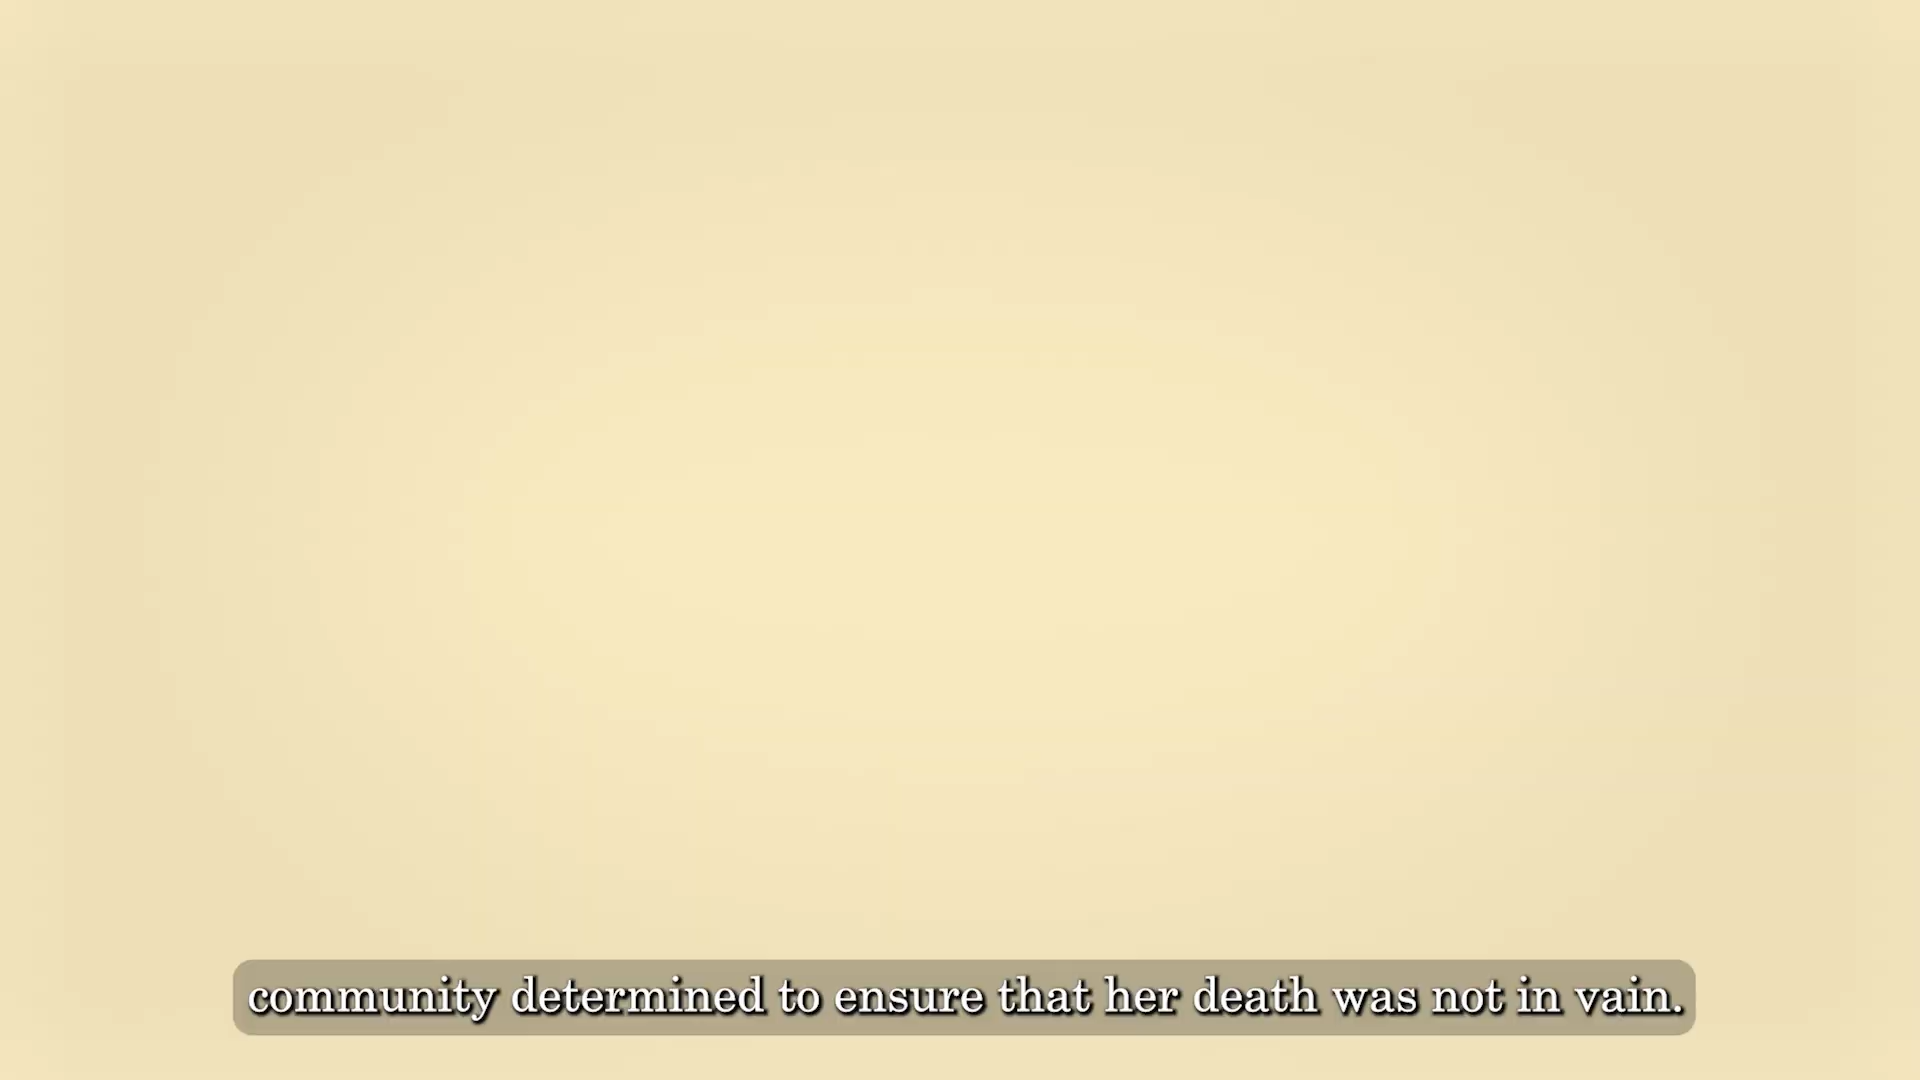 community determined to ensure that her death was not in vain.